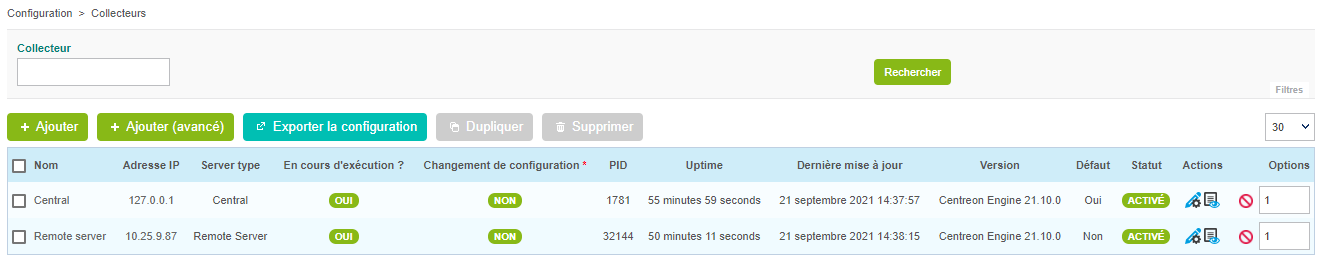 Configuration > Collecteurs
Collecteur
Rechercher
Filtres
+ Ajouter
+ Ajouter (avancé)
Exporter la configuration
Dupliquer
Supprimer
30
Nom Adresse IP Server type En cours d'exécution ? Changement de configuration * PID Uptime Dernière mise à jour Version Défaut Statut Actions Options
Central 127.0.0.1 Central OUI NON 1781 55 minutes 59 seconds 21 septembre 2021 14:37:57 Centreon Engine 21.10.0 Oui ACTIVÉ 1
Remote server 10.25.9.87 Remote Server OUI NON 32144 50 minutes 11 seconds 21 septembre 2021 14:38:15 Centreon Engine 21.10.0 Non ACTIVÉ 1